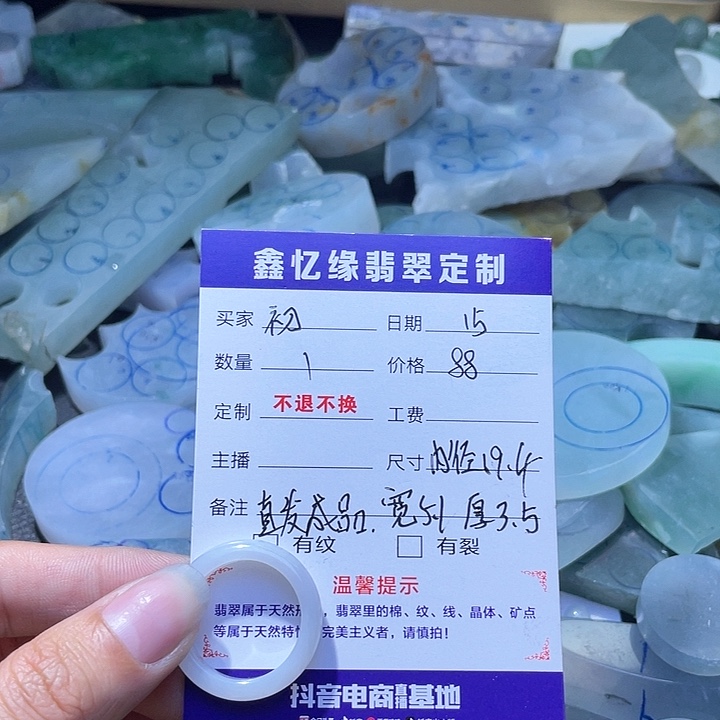 鑫忆缘翡翠定制
买家 初 日期 15
数量 1 价格 88
定制 不退不换 工费
主播 尺寸 内径19.4
备注 直发成品。宽5.1 厚3.5
有纹 有裂
温馨提示
翡翠属于天然 翡翠里的棉、纹、线、晶体、矿点
等属于天然特 完美主义者，请慎拍！
抖音电商直播基地